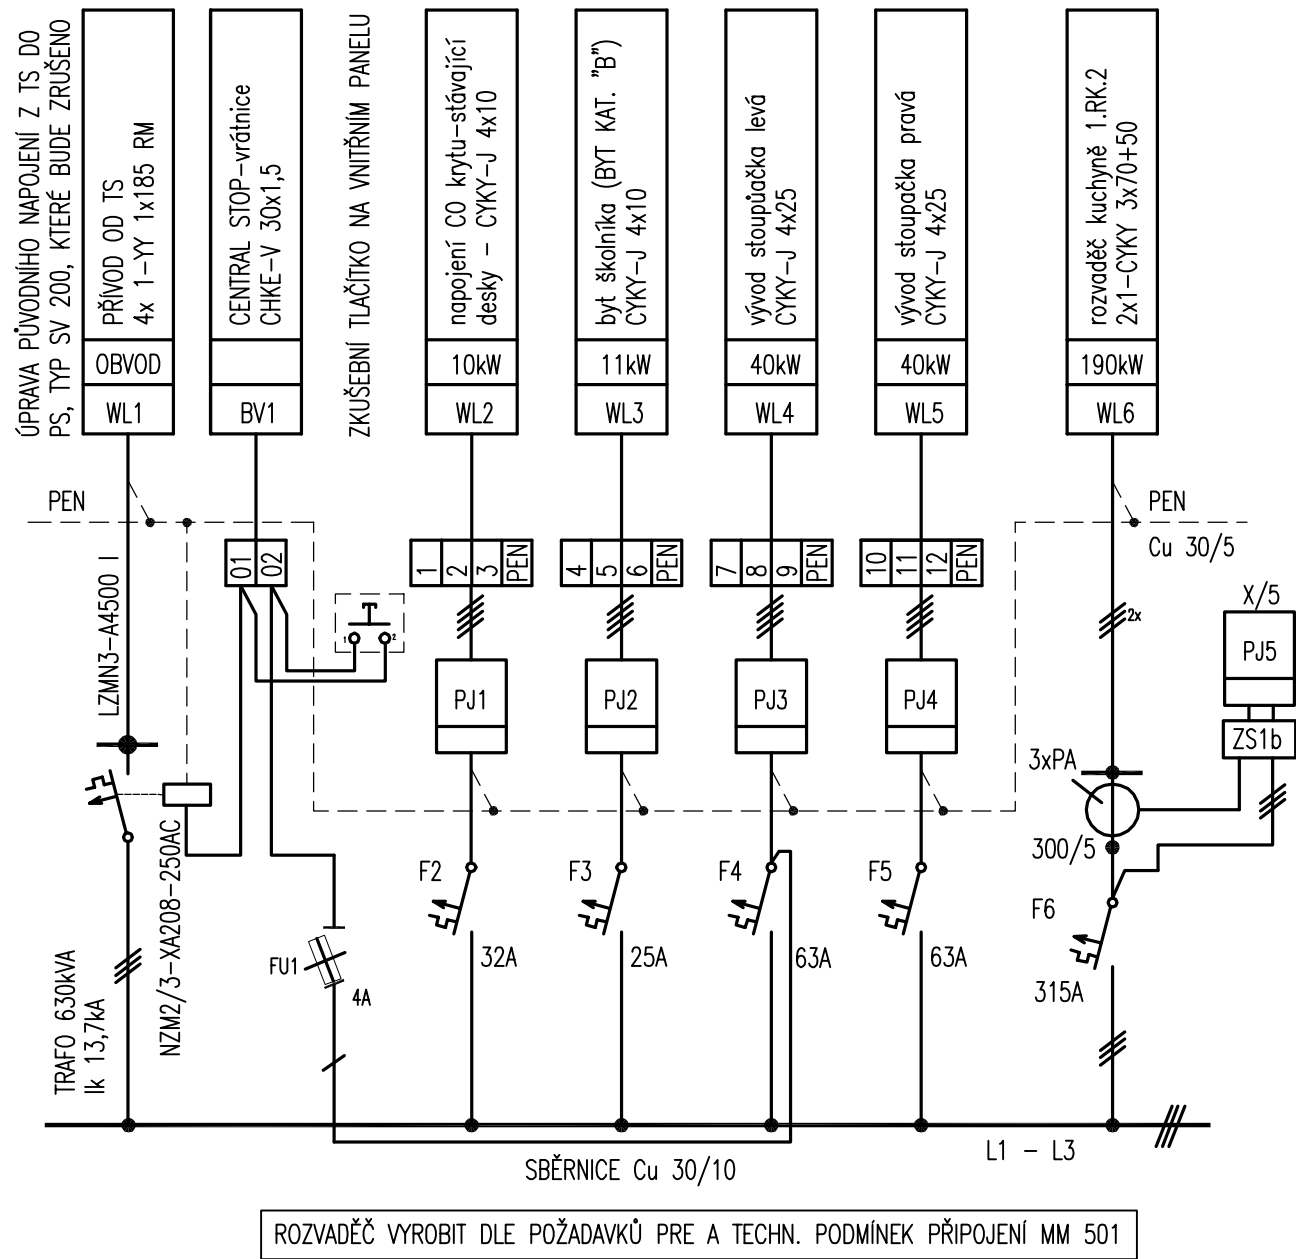 ÚPRAVA PŮVODNÍHO NAPOJENÍ Z TS DO
PS, TYP SV 200, KTERÉ BUDE ZRUŠENO
PŘÍVOD OD TS
4x 1-YY 1x185 RM
OBVOD
WL1
CENTRAL STOP-vrátnice
CHKE-V 30x1,5
BV1
ZKUŠEBNÍ TLAČÍTKO NA VNITŘNÍM PANELU
napojení CO krytu-stávající
desky - CYKY-J 4x10
10kW
WL2
byt školníka (BYT KAT. "B")
CYKY-J 4x10
11kW
WL3
vývod stoupůačka levá
CYKY-J 4x25
40kW
WL4
vývod stoupačka pravá
CYKY-J 4x25
40kW
WL5
rozvaděč kuchyně 1.RK.2
2x1-CYKY 3x70+50
190kW
WL6
PEN
PEN
Cu 30/5
LZMN3-A4500 I
01
02
1
2
3
PEN
4
5
6
PEN
7
8
9
PEN
10
11
12
PEN
1
2
2x
X/5
PJ5
ZS1b
PJ1
PJ2
PJ3
PJ4
3xPA
300/5
NZM2/3-XA208-250AC
F2
32A
F3
25A
F4
63A
F5
63A
F6
315A
FU1
4A
TRAFO 630kVA
Ik 13,7kA
L1 - L3
SBĚRNICE Cu 30/10
ROZVADĚČ VYROBIT DLE POŽADAVKŮ PRE A TECHN. PODMÍNEK PŘIPOJENÍ MM 501